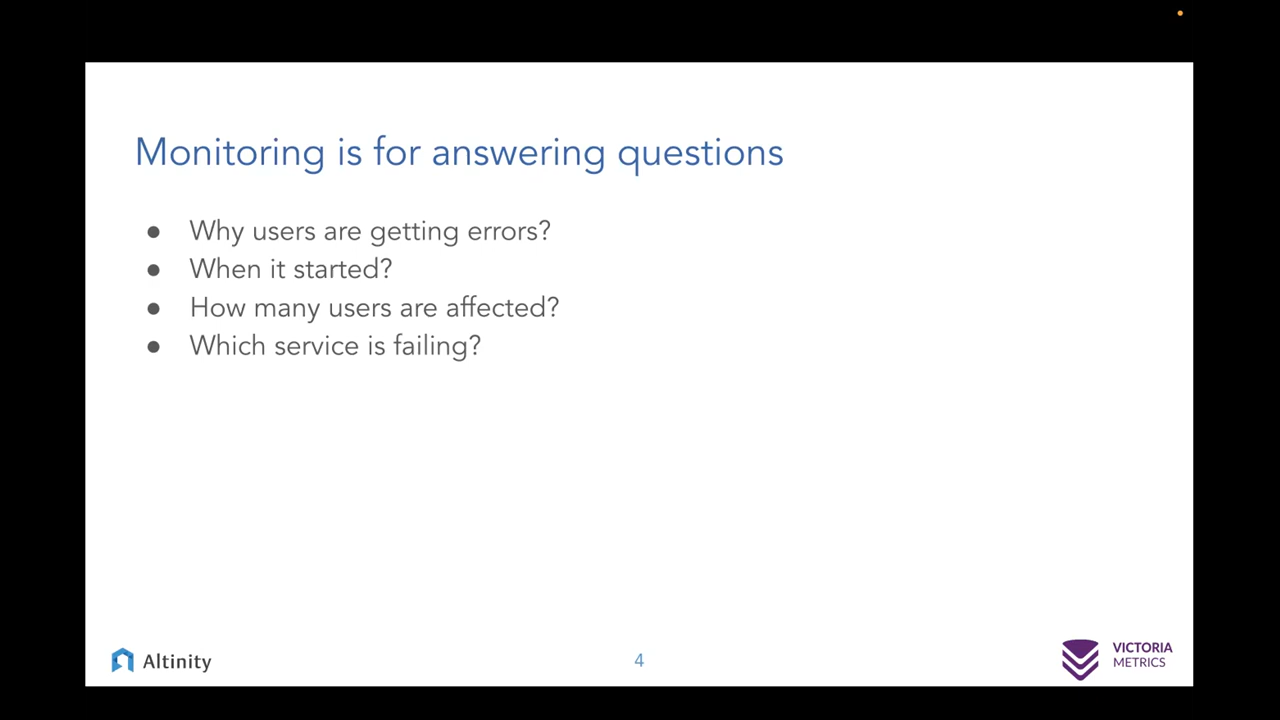 Monitoring is for answering questions
● Why users are getting errors?
● When it started?
● How many users are affected?
● Which service is failing?
Altinity
4
VICTORIA
METRICS